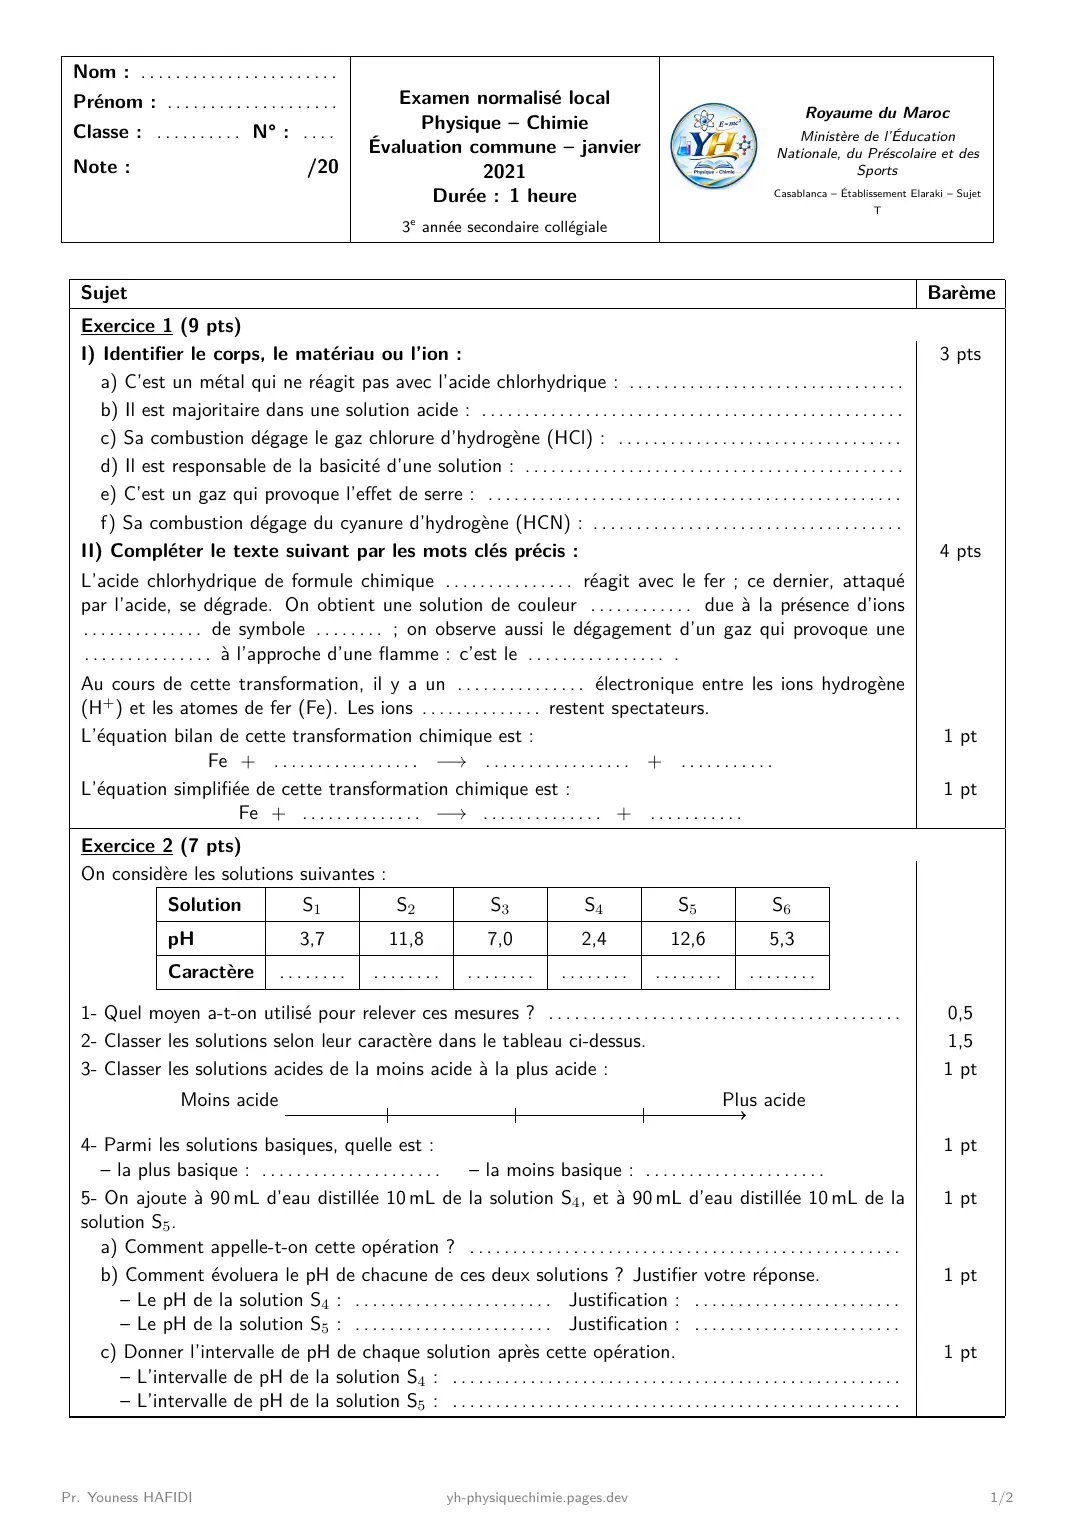 Nom : .......................
Prénom : ....................
Classe : .......... N° : ....
Note : /20
Examen normalisé local
Physique – Chimie
Évaluation commune – janvier
2021
Durée : 1 heure
3e année secondaire collégiale
E=mc²
YH
Physique - Chimie
Royaume du Maroc
Ministère de l'Éducation
Nationale, du Préscolaire et des
Sports
Casablanca – Établissement Elaraki – Sujet
T
Sujet Barème
Exercice 1 (9 pts)
I) Identifier le corps, le matériau ou l'ion : 3 pts
a) C'est un métal qui ne réagit pas avec l'acide chlorhydrique : ................................
b) Il est majoritaire dans une solution acide : .................................................
c) Sa combustion dégage le gaz chlorure d'hydrogène (HCl) : .................................
d) Il est responsable de la basicité d'une solution : ............................................
e) C'est un gaz qui provoque l'effet de serre : ................................................
f) Sa combustion dégage du cyanure d'hydrogène (HCN) : ....................................
II) Compléter le texte suivant par les mots clés précis : 4 pts
L'acide chlorhydrique de formule chimique ............... réagit avec le fer ; ce dernier, attaqué
par l'acide, se dégrade. On obtient une solution de couleur ............ due à la présence d'ions
.............. de symbole ........ ; on observe aussi le dégagement d'un gaz qui provoque une
............... à l'approche d'une flamme : c'est le ................ .
Au cours de cette transformation, il y a un ............... électronique entre les ions hydrogène
(H+) et les atomes de fer (Fe). Les ions .............. restent spectateurs.
L'équation bilan de cette transformation chimique est : 1 pt
Fe + ................. ⟶ ................. + ...........
L'équation simplifiée de cette transformation chimique est : 1 pt
Fe + .............. ⟶ .............. + ...........
Exercice 2 (7 pts)
On considère les solutions suivantes :
Solution S1 S2 S3 S4 S5 S6
pH 3,7 11,8 7,0 2,4 12,6 5,3
Caractère ........ ........ ........ ........ ........ ........
1- Quel moyen a-t-on utilisé pour relever ces mesures ? ......................................... 0,5
2- Classer les solutions selon leur caractère dans le tableau ci-dessus. 1,5
3- Classer les solutions acides de la moins acide à la plus acide : 1 pt
Moins acide Plus acide
4- Parmi les solutions basiques, quelle est : 1 pt
– la plus basique : ..................... – la moins basique : .....................
5- On ajoute à 90 mL d'eau distillée 10 mL de la solution S4, et à 90 mL d'eau distillée 10 mL de la 1 pt
solution S5.
a) Comment appelle-t-on cette opération ? ..................................................
b) Comment évoluera le pH de chacune de ces deux solutions ? Justifier votre réponse. 1 pt
– Le pH de la solution S4 : ....................... Justification : ........................
– Le pH de la solution S5 : ....................... Justification : ........................
c) Donner l'intervalle de pH de chaque solution après cette opération. 1 pt
– L'intervalle de pH de la solution S4 : ....................................................
– L'intervalle de pH de la solution S5 : ....................................................
Pr. Youness HAFIDI yh-physiquechimie.pages.dev 1/2